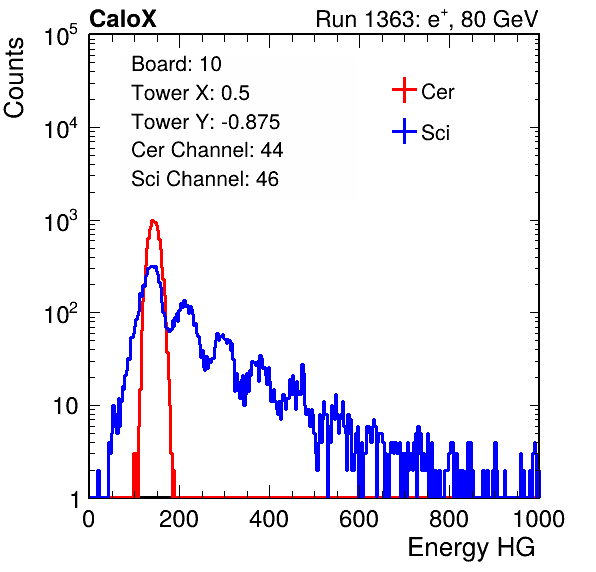 CaloX Run 1363: e⁺, 80 GeV
Counts
10⁵
10⁴
10³
10²
10
1
Board: 10
Tower X: 0.5
Tower Y: -0.875
Cer Channel: 44
Sci Channel: 46
Cer
Sci
0 200 400 600 800 1000
Energy HG